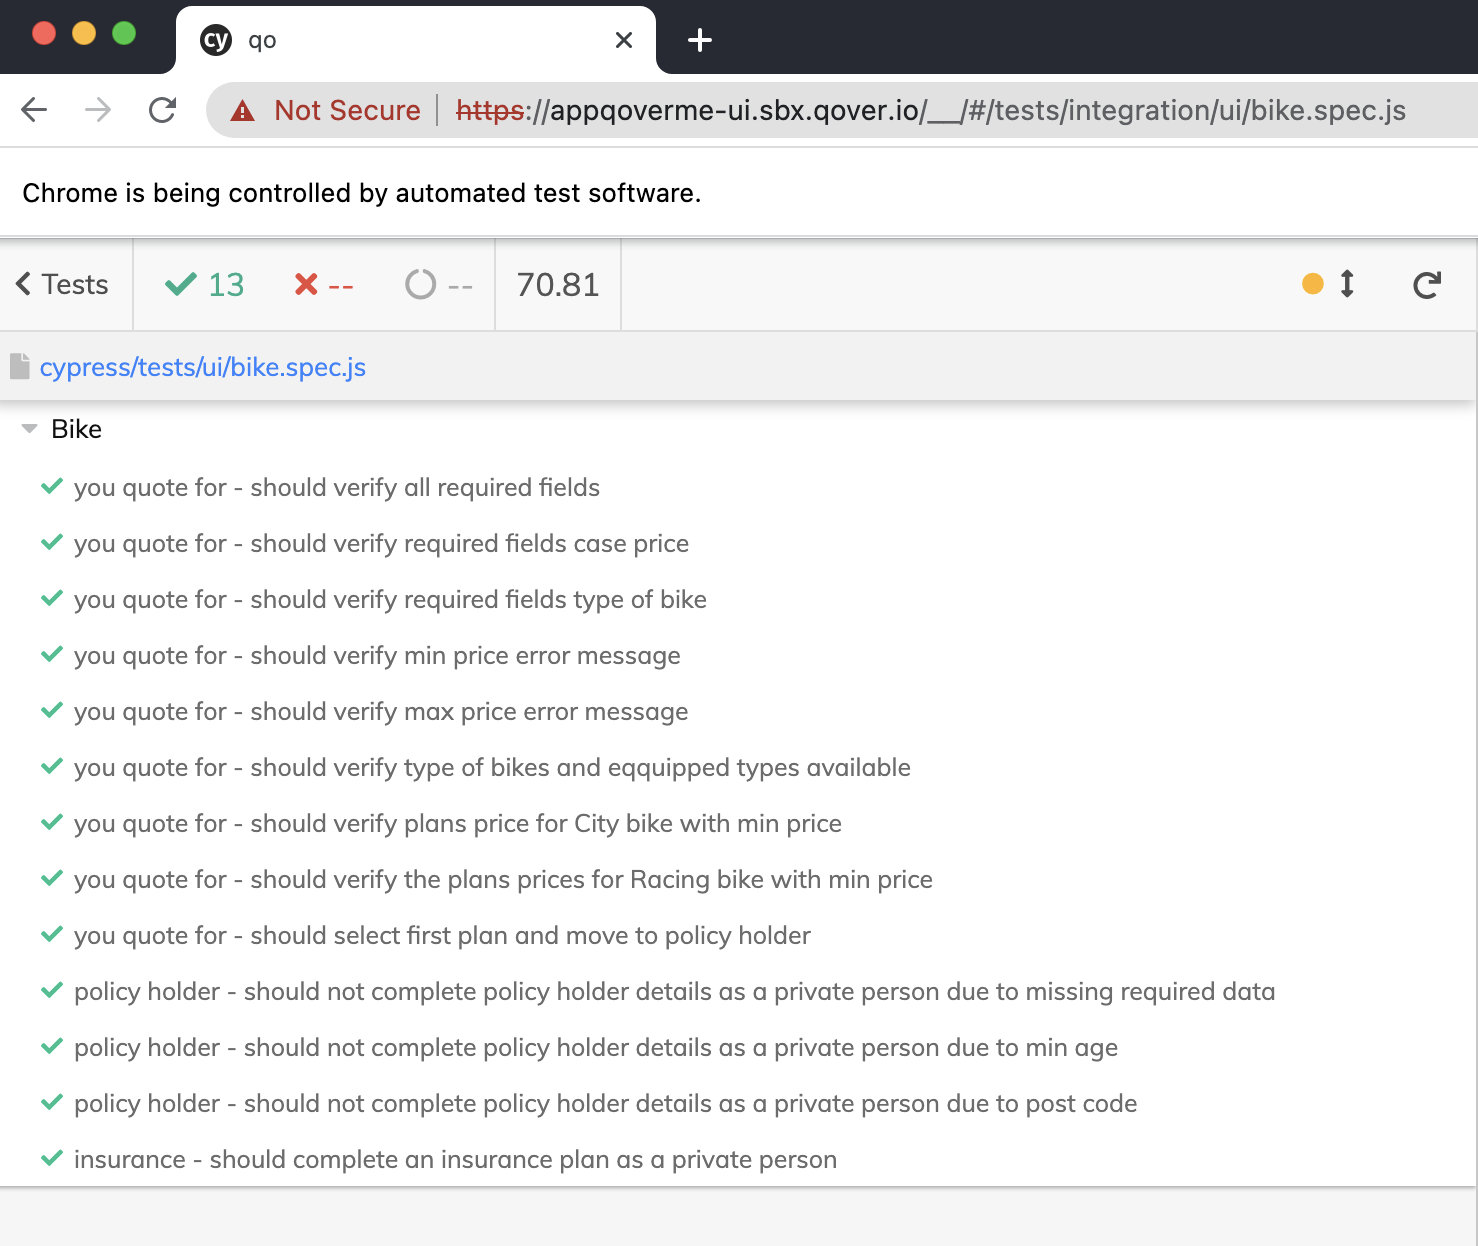 cy qo
Not Secure https://appqoverme-ui.sbx.qover.io/__/#/tests/integration/ui/bike.spec.js
Chrome is being controlled by automated test software.
Tests 13 -- -- 70.81
cypress/tests/ui/bike.spec.js
Bike
you quote for - should verify all required fields
you quote for - should verify required fields case price
you quote for - should verify required fields type of bike
you quote for - should verify min price error message
you quote for - should verify max price error message
you quote for - should verify type of bikes and eqquipped types available
you quote for - should verify plans price for City bike with min price
you quote for - should verify the plans prices for Racing bike with min price
you quote for - should select first plan and move to policy holder
policy holder - should not complete policy holder details as a private person due to missing required data
policy holder - should not complete policy holder details as a private person due to min age
policy holder - should not complete policy holder details as a private person due to post code
insurance - should complete an insurance plan as a private person